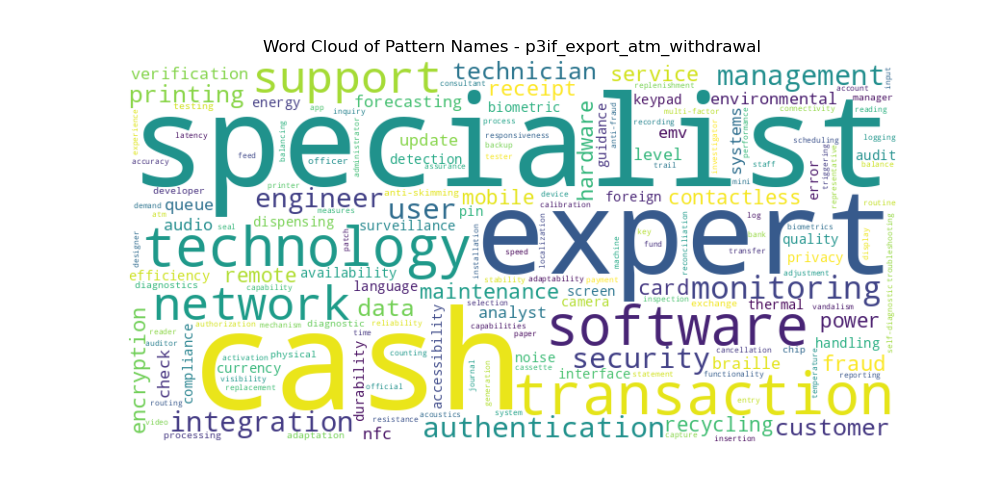 Word Cloud of Pattern Names - p3if_export_atm_withdrawal
verification
support
technician
service
management
input
printing
energy
testing
app
inquiry
forecasting
consultant
receipt
biometric
keypad
replenishment
multi-factor
environmental
connectivity
account
manager
reading
experience
latency
accuracy
specialist
feed
balancing
officer
administrator
update
detection
assurance
process
responsiveness
backup
tester
hardware
guidance
anti-fraud
recording
emv
level
trail
investigator
systems
performance
mini
staff
scheduling
error
triggering
representative
logging
audit
balance
developer
demand
atm
queue
printer
engineer
measures
anti-skimming
mobile
device
calibration
foreign
contactless
routine
designer
audio
seal
dispensing
user
surveillance
pin
patch
technology
installation
expert
speed
localization
key
fund
machine
reconciliation
log
bank
transfer
biometrics
quality
privacy
display
troubleshooting
efficiency
diagnostics
remote
capability
availability
language
stability
adaptability
payment
maintenance
screen
selection
camera
inspection
card
exchange
monitoring
adjustment
thermal
vandalism
self-diagnostic
network
data
authorization
mechanism
diagnostic
reliability
time
analyst
capabilities
paper
software
power
encryption
reader
auditor
check
compliance
cash
activation
physical
currency
visibility
replacement
counting
official
durability
accessibility
journal
generation
noise
cassette
interface
statement
security
cancellation
chip
braille
functionality
temperature
handling
fraud
reporting
routing
video
integration
processing
adaptation
nfc
resistance
acoustics
system
authentication
transaction
entry
recycling
capture
insertion
customer